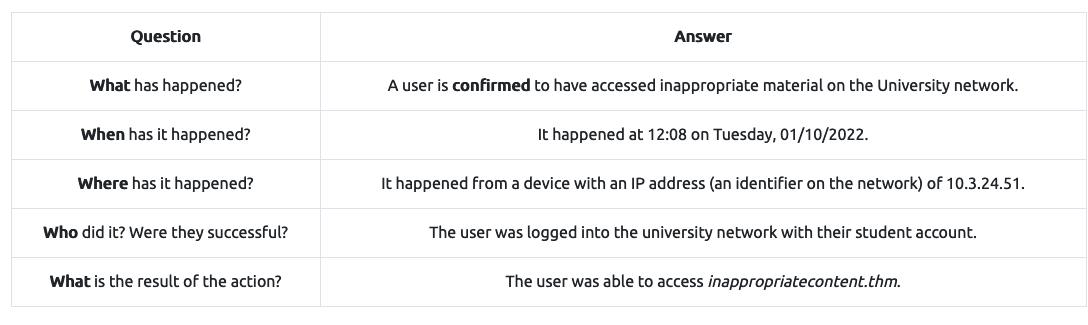 Question Answer
What has happened? A user is confirmed to have accessed inappropriate material on the University network.
When has it happened? It happened at 12:08 on Tuesday, 01/10/2022.
Where has it happened? It happened from a device with an IP address (an identifier on the network) of 10.3.24.51.
Who did it? Were they successful? The user was logged into the university network with their student account.
What is the result of the action? The user was able to access inappropriatecontent.thm.